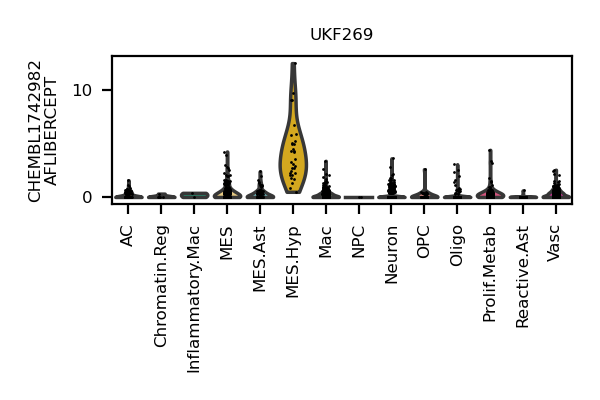 UKF269
CHEMBL1742982
AFLIBERCEPT
10
0
AC
Chromatin.Reg
Inflammatory.Mac
MES
MES.Ast
MES.Hyp
Mac
NPC
Neuron
OPC
Oligo
Prolif.Metab
Reactive.Ast
Vasc